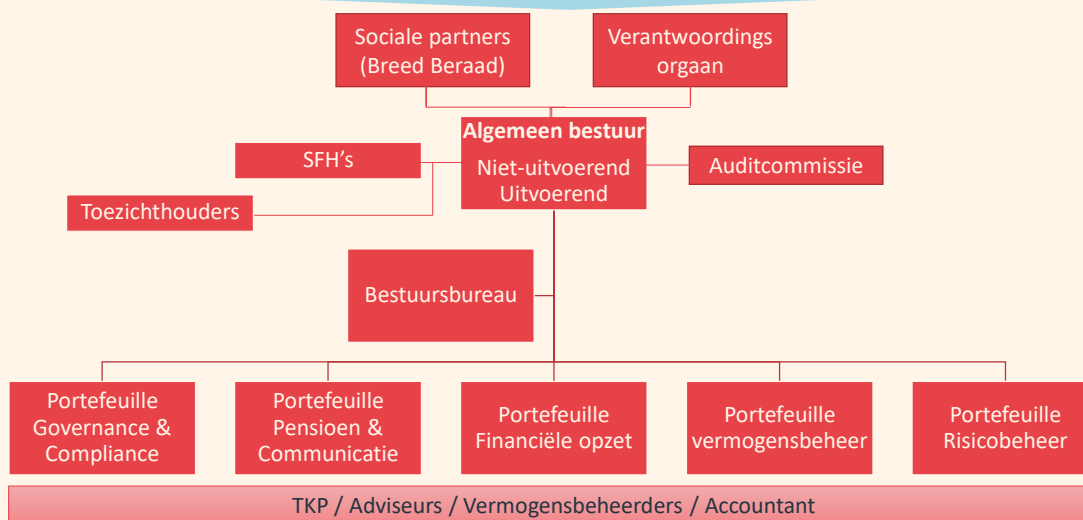 Sociale partners
(Breed Beraad)
Verantwoordings
orgaan
Algemeen bestuur
Niet-uitvoerend
Uitvoerend
SFH's
Auditcommissie
Toezichthouders
Bestuursbureau
Portefeuille
Governance &
Compliance
Portefeuille
Pensioen &
Communicatie
Portefeuille
Financiële opzet
Portefeuille
vermogensbeheer
Portefeuille
Risicobeheer
TKP / Adviseurs / Vermogensbeheerders / Accountant